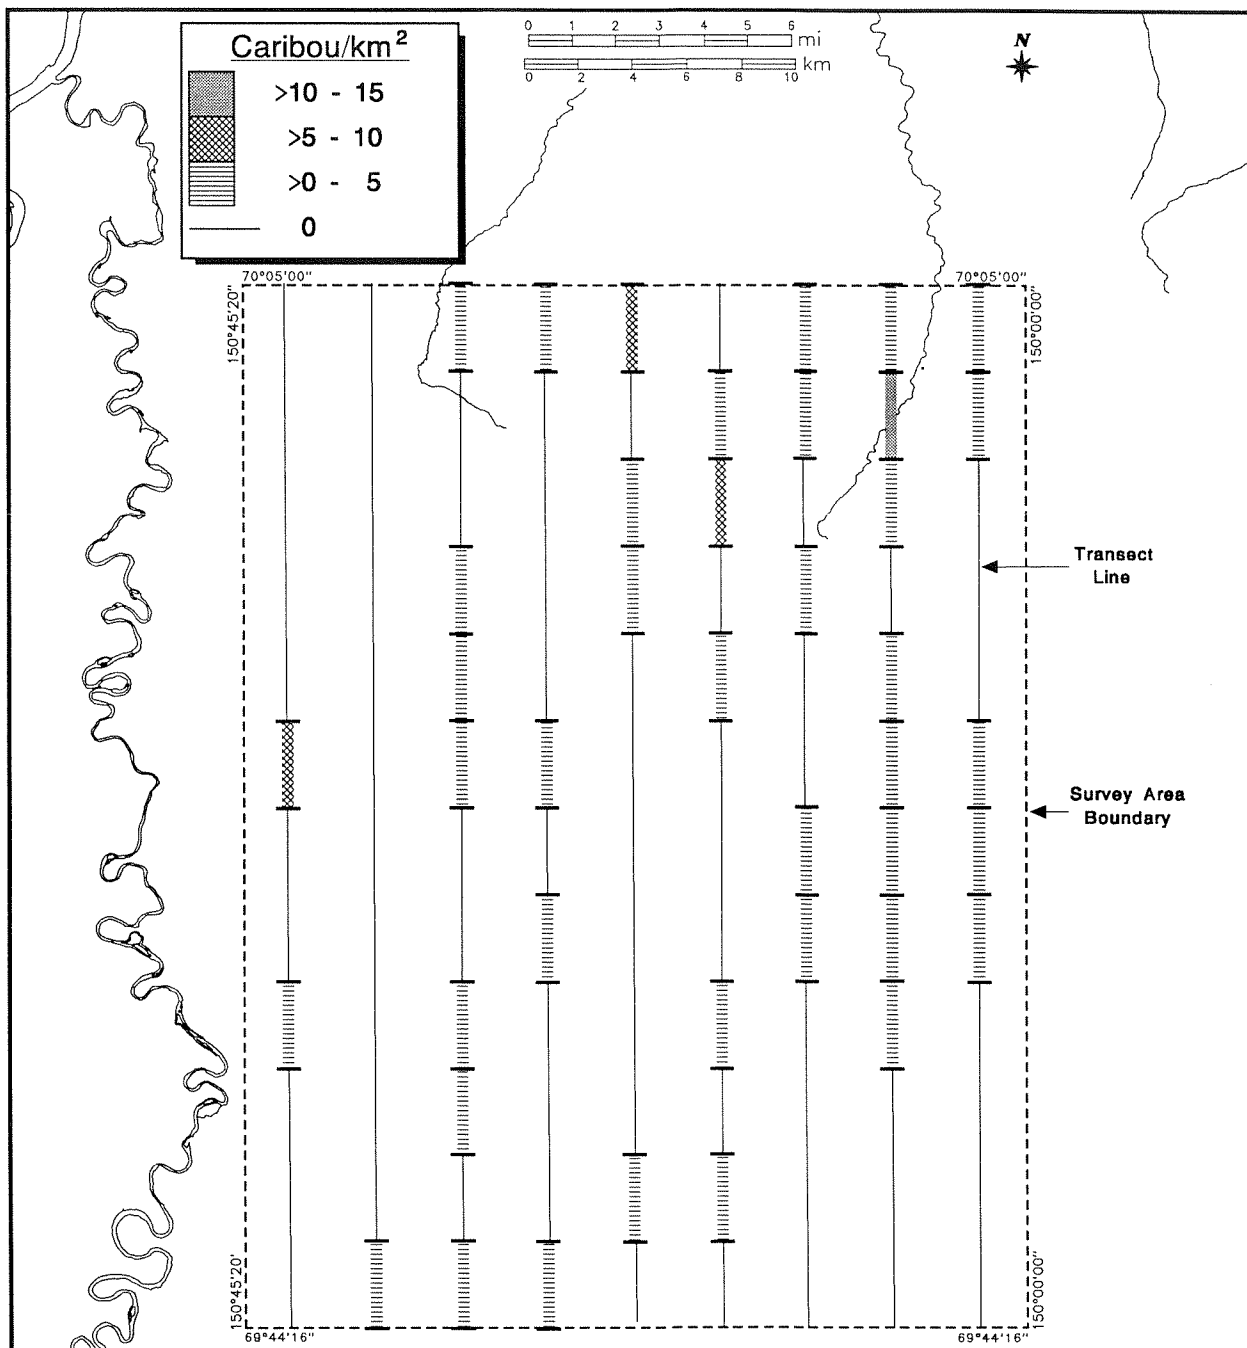 Caribou/km²
>10 - 15
>5 - 10
>0 - 5
0
0 1 2 3 4 5 6
mi
km
0 2 4 6 8 10
N
70°05'00" 70°05'00"
150°45'20"
150°00'00"
Transect
Line
Survey Area
Boundary
150°45'20'
150°00'00"
69°44'16" 69°44'16"